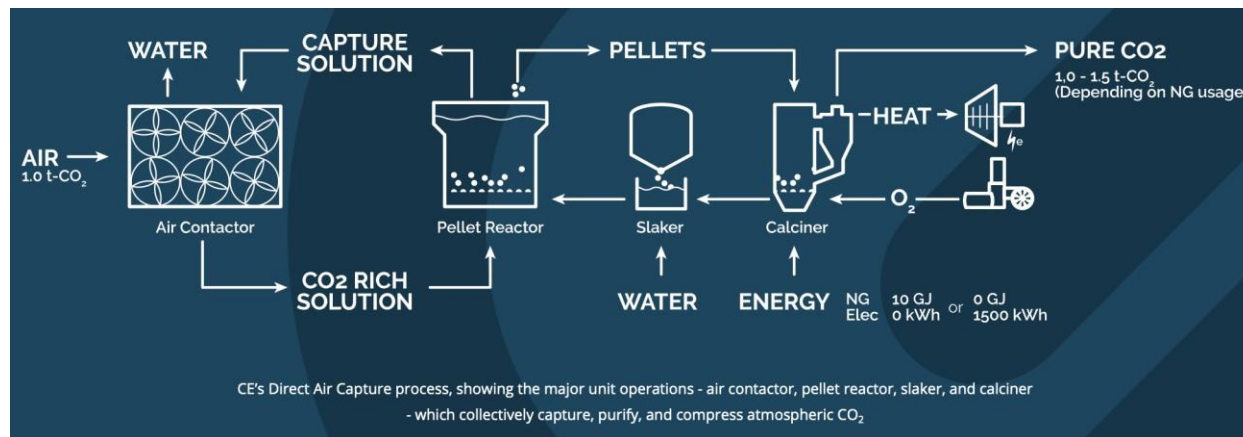 WATER
CAPTURE
SOLUTION
PELLETS
PURE CO2
1,0 - 1.5 t-CO₂
(Depending on NG usage
HEAT
e
AIR
1.0 t-CO₂
O₂
Air Contactor
Pellet Reactor
Slaker
Calciner
CO2 RICH
SOLUTION
WATER
ENERGY
NG 10 GJ or 0 GJ
Elec 0 kWh 1500 kWh
CE's Direct Air Capture process, showing the major unit operations - air contactor, pellet reactor, slaker, and calciner
- which collectively capture, purify, and compress atmospheric CO₂